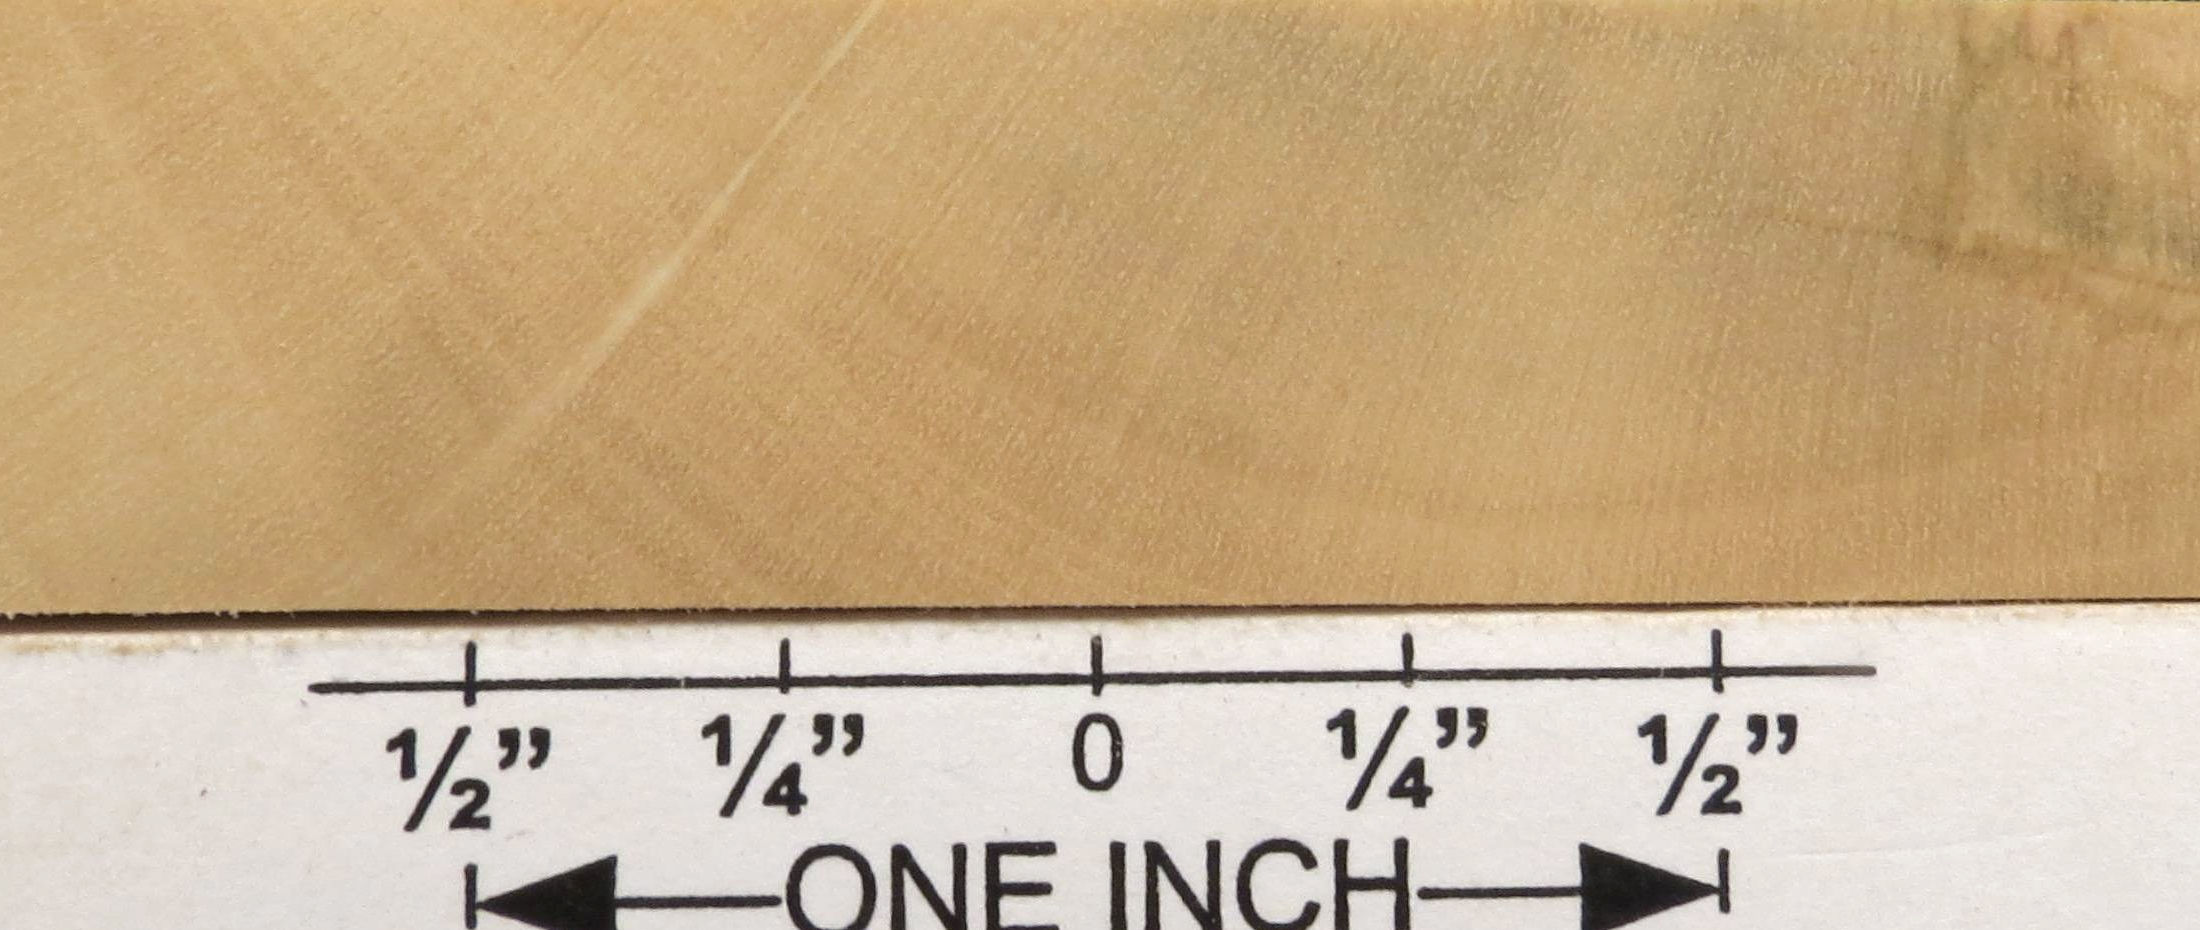 ½” ¼” 0 ¼” ½”
ONE INCH